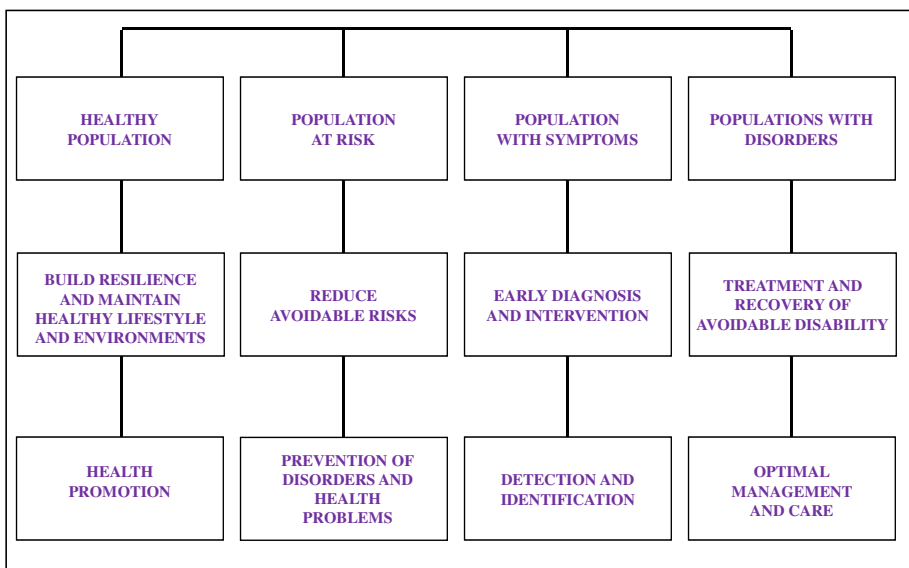 HEALTHY
POPULATION
POPULATION
AT RISK
POPULATION
WITH SYMPTOMS
POPULATIONS WITH
DISORDERS
BUILD RESILIENCE
AND MAINTAIN
HEALTHY LIFESTYLE
AND ENVIRONMENTS
REDUCE
AVOIDABLE RISKS
EARLY DIAGNOSIS
AND INTERVENTION
TREATMENT AND
RECOVERY OF
AVOIDABLE DISABILITY
HEALTH
PROMOTION
PREVENTION OF
DISORDERS AND
HEALTH
PROBLEMS
DETECTION AND
IDENTIFICATION
OPTIMAL
MANAGEMENT
AND CARE